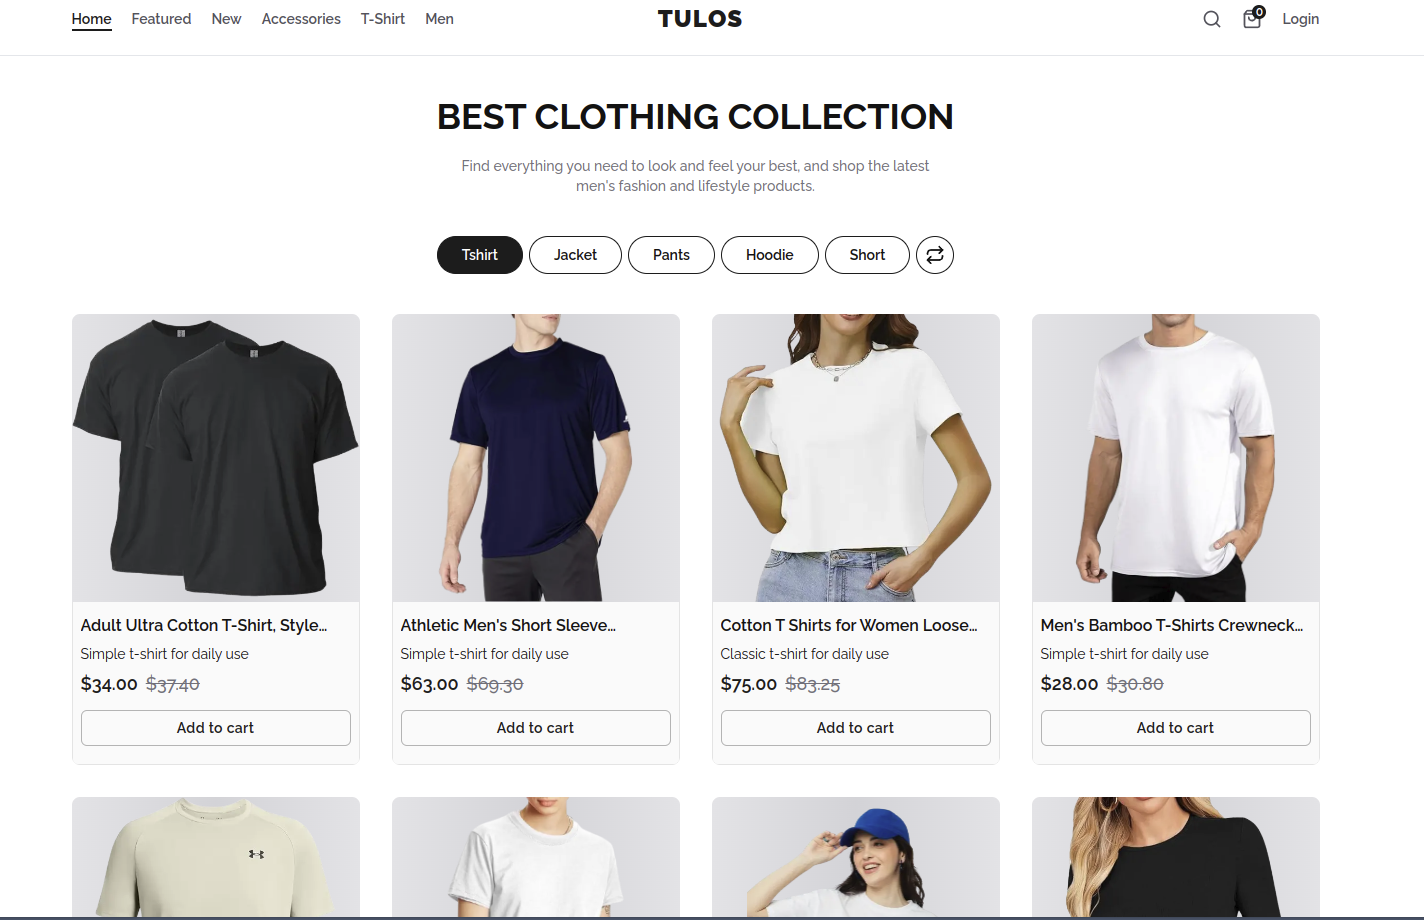 Home Featured New Accessories T-Shirt Men TULOS 0 Login
BEST CLOTHING COLLECTION
Find everything you need to look and feel your best, and shop the latest
men's fashion and lifestyle products.
Tshirt Jacket Pants Hoodie Short
Adult Ultra Cotton T-Shirt, Style...
Simple t-shirt for daily use
$34.00 $37.40
Add to cart
Athletic Men's Short Sleeve...
Simple t-shirt for daily use
$63.00 $69.30
Add to cart
Cotton T Shirts for Women Loose...
Classic t-shirt for daily use
$75.00 $83.25
Add to cart
Men's Bamboo T-Shirts Crewneck...
Simple t-shirt for daily use
$28.00 $30.80
Add to cart